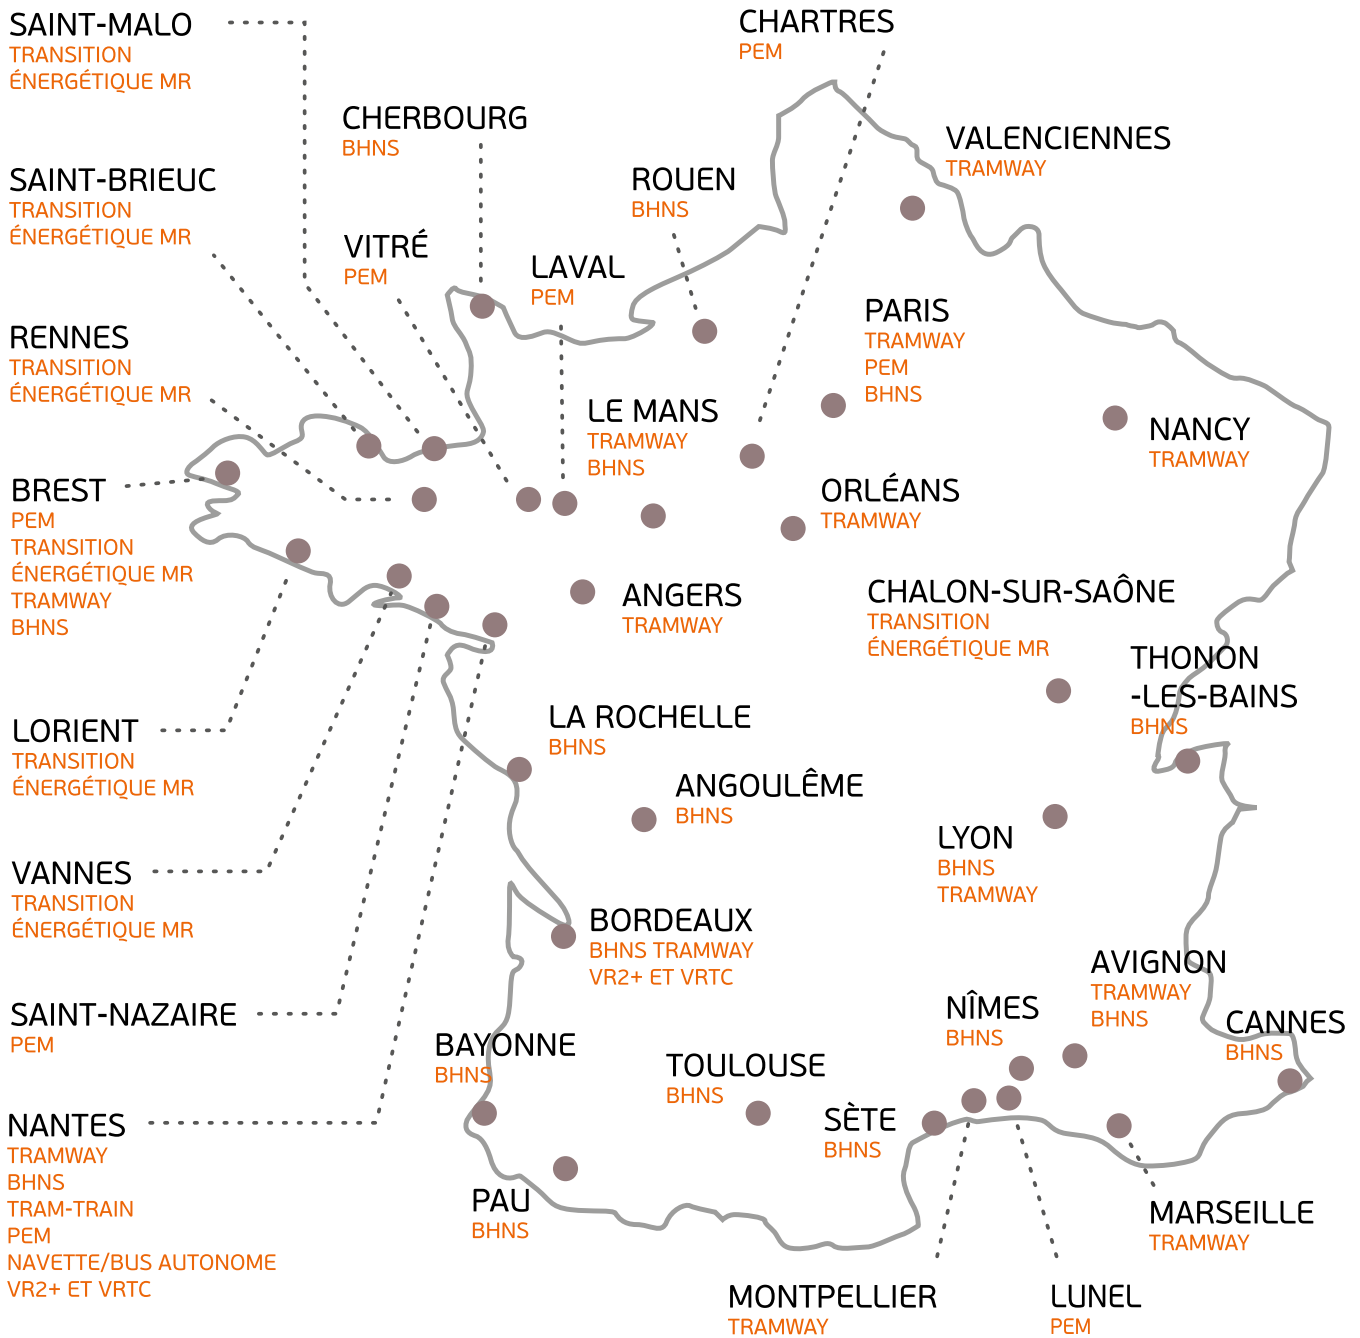 SAINT-MALO
TRANSITION
ÉNERGÉTIQUE MR
CHARTRES
PEM
CHERBOURG
BHNS
VALENCIENNES
TRAMWAY
SAINT-BRIEUC
TRANSITION
ÉNERGÉTIQUE MR
ROUEN
BHNS
VITRÉ
PEM
LAVAL
PEM
RENNES
TRANSITION
ÉNERGÉTIQUE MR
PARIS
TRAMWAY
PEM
BHNS
LE MANS
TRAMWAY
BHNS
NANCY
TRAMWAY
BREST
PEM
TRANSITION
ÉNERGÉTIQUE MR
TRAMWAY
BHNS
ORLÉANS
TRAMWAY
ANGERS
TRAMWAY
CHALON-SUR-SAÔNE
TRANSITION
ÉNERGÉTIQUE MR
THONON
-LES-BAINS
BHNS
LORIENT
TRANSITION
ÉNERGÉTIQUE MR
LA ROCHELLE
BHNS
ANGOULÊME
BHNS
LYON
BHNS
TRAMWAY
VANNES
TRANSITION
ÉNERGÉTIQUE MR
BORDEAUX
BHNS TRAMWAY
VR2+ ET VRTC
AVIGNON
TRAMWAY
BHNS
SAINT-NAZAIRE
PEM
NÎMES
BHNS
CANNES
BHNS
BAYONNE
BHNS
TOULOUSE
BHNS
SÈTE
BHNS
NANTES
TRAMWAY
BHNS
TRAM-TRAIN
PEM
NAVETTE/BUS AUTONOME
VR2+ ET VRTC
PAU
BHNS
MARSEILLE
TRAMWAY
MONTPELLIER
TRAMWAY
LUNEL
PEM